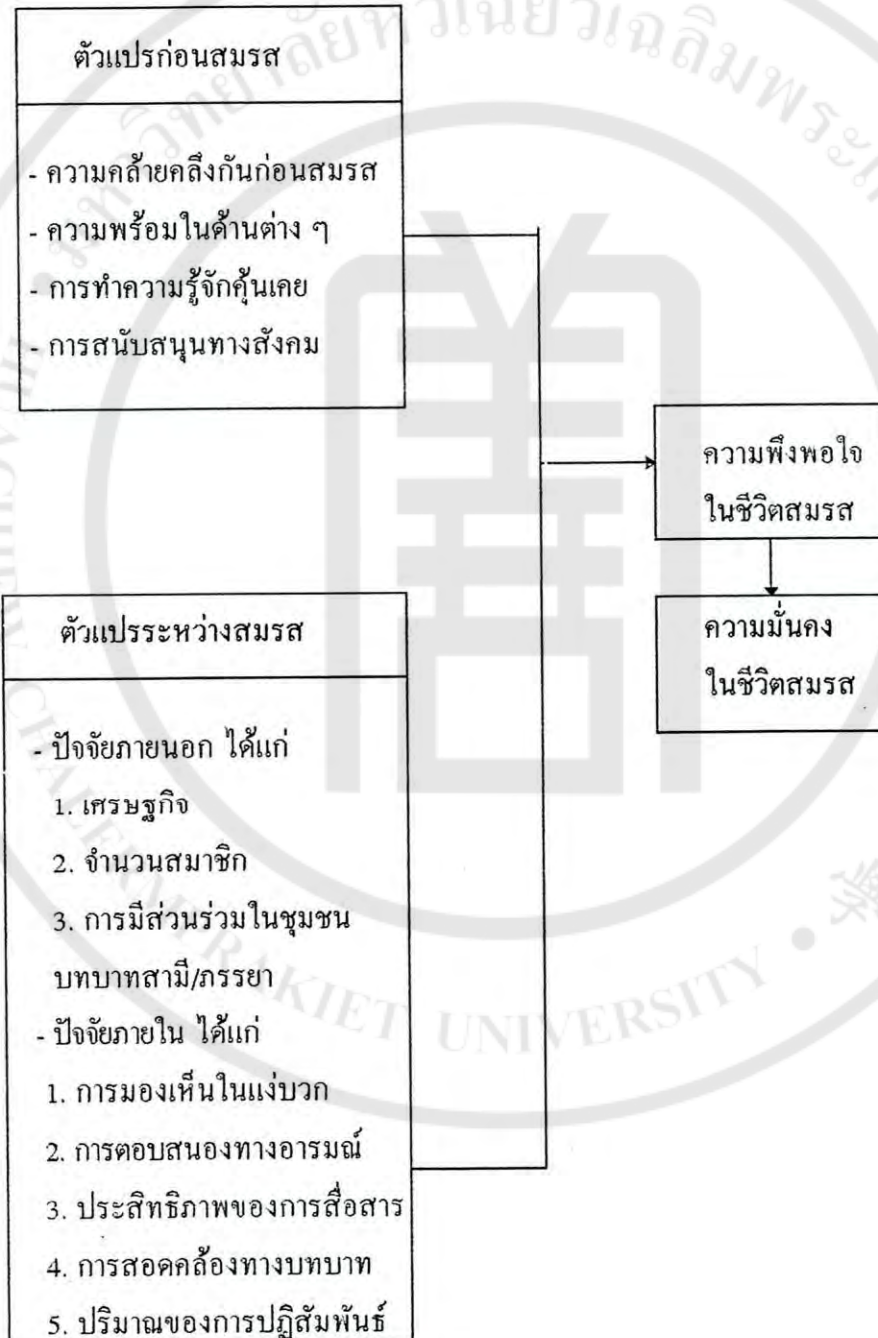 ตัวแปรก่อนสมรส
- ความคล้ายคลึงกันก่อนสมรส
- ความพร้อมในด้านต่าง ๆ
- การทำความรู้จักคุ้นเคย
- การสนับสนุนทางสังคม
ความพึงพอใจ
ในชีวิตสมรส
ความมั่นคง
ในชีวิตสมรส
ตัวแปรระหว่างสมรส
- ปัจจัยภายนอก ได้แก่
1. เศรษฐกิจ
2. จำนวนสมาชิก
3. การมีส่วนร่วมในชุมชน
บทบาทสามี/ภรรยา
- ปัจจัยภายใน ได้แก่
1. การมองเห็นในแง่บวก
2. การตอบสนองทางอารมณ์
3. ประสิทธิภาพของการสื่อสาร
4. การสอดคล้องทางบทบาท
5. ปริมาณของการปฏิสัมพันธ์
RAKIET UNIVERSITY